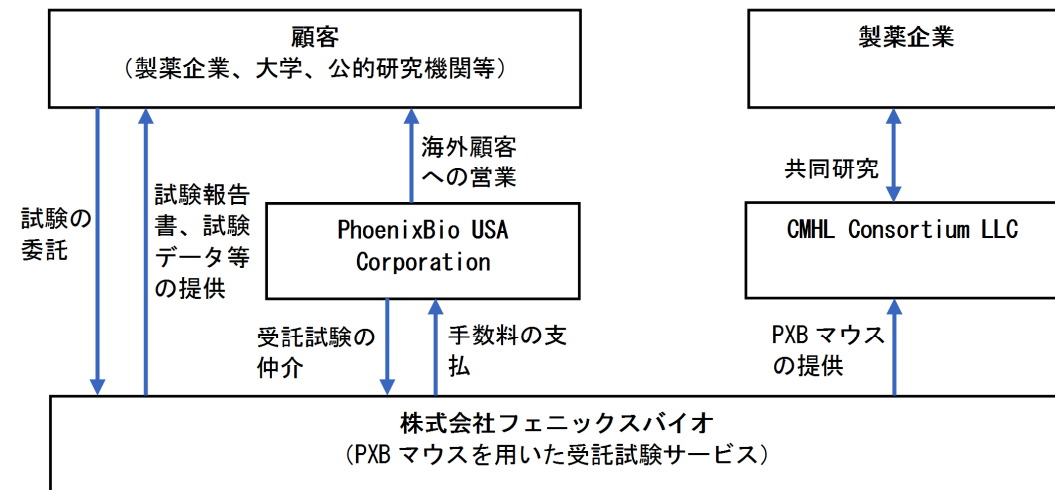 顧客
（製薬企業、大学、公的研究機関等）
製薬企業
海外顧客
への営業
共同研究
試験の
委託
試験報告
書、試験
データ等
の提供
PhoenixBio USA
Corporation
CMHL Consortium LLC
受託試験の
仲介
手数料の支
払
PXB マウス
の提供
株式会社フェニックスバイオ
（PXB マウスを用いた受託試験サービス）